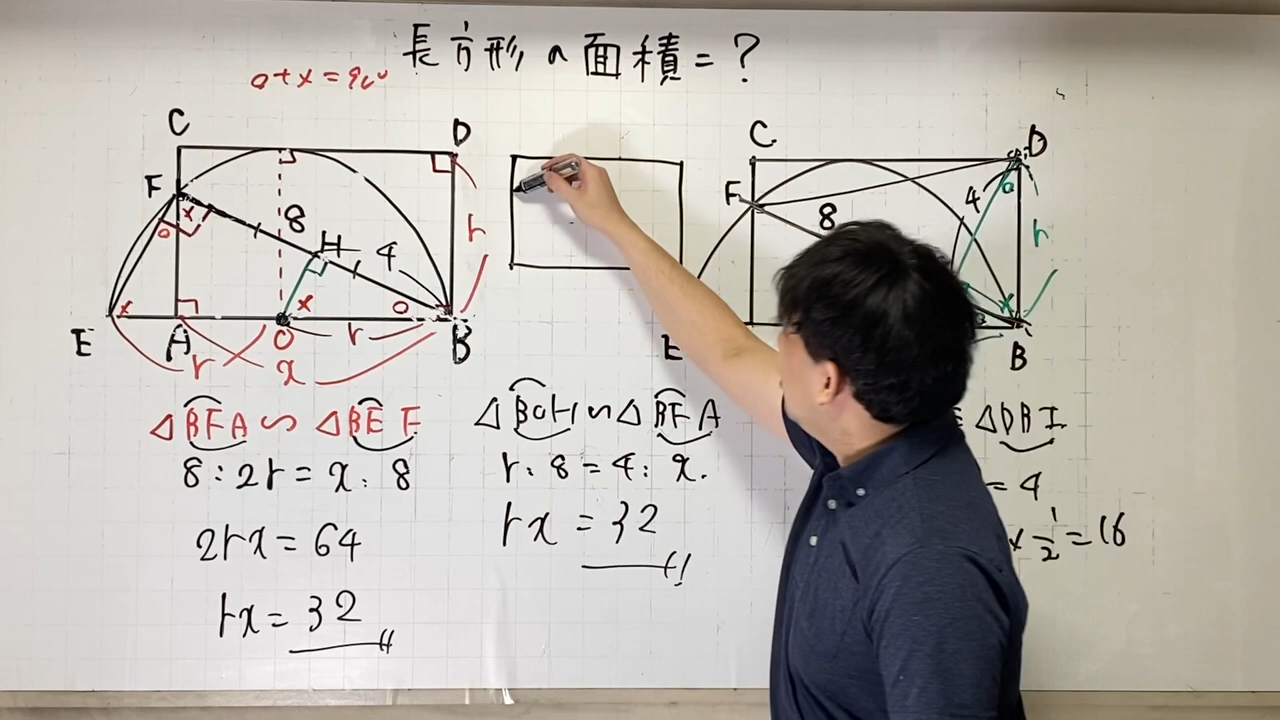 長方形の面積=?
o+x=90°
C
D
F
x
o
8
H
4
r
x
x
o
E
A
O
r
B
r
x
△BFA∽△BEF
8:2r=x:8
2rx=64
rx=32
△BOH∽△BFA
r:8=4:x.
rx=32
C
D
F
8
4
o
r
x
E
B
△DBI
=4
×1/2=16